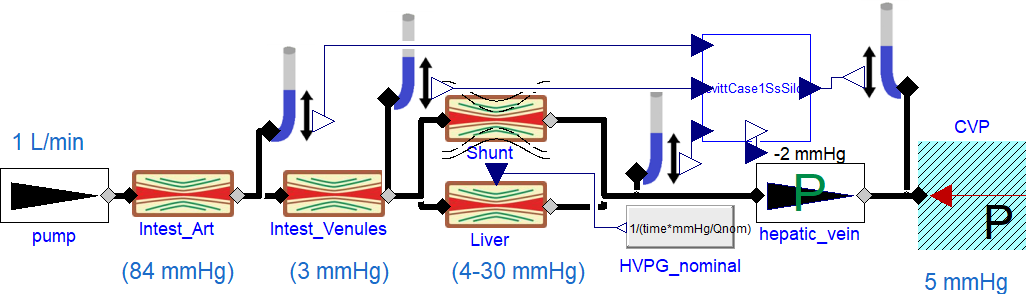 1 L/min
pump
Intest_Art
(84 mmHg)
Intest_Venules
(3 mmHg)
Shunt
Liver
(4-30 mmHg)
1/(time*mmHg/Qnom)
HVPG_nominal
-2 mmHg
P
hepatic_vein
CVP
P
5 mmHg